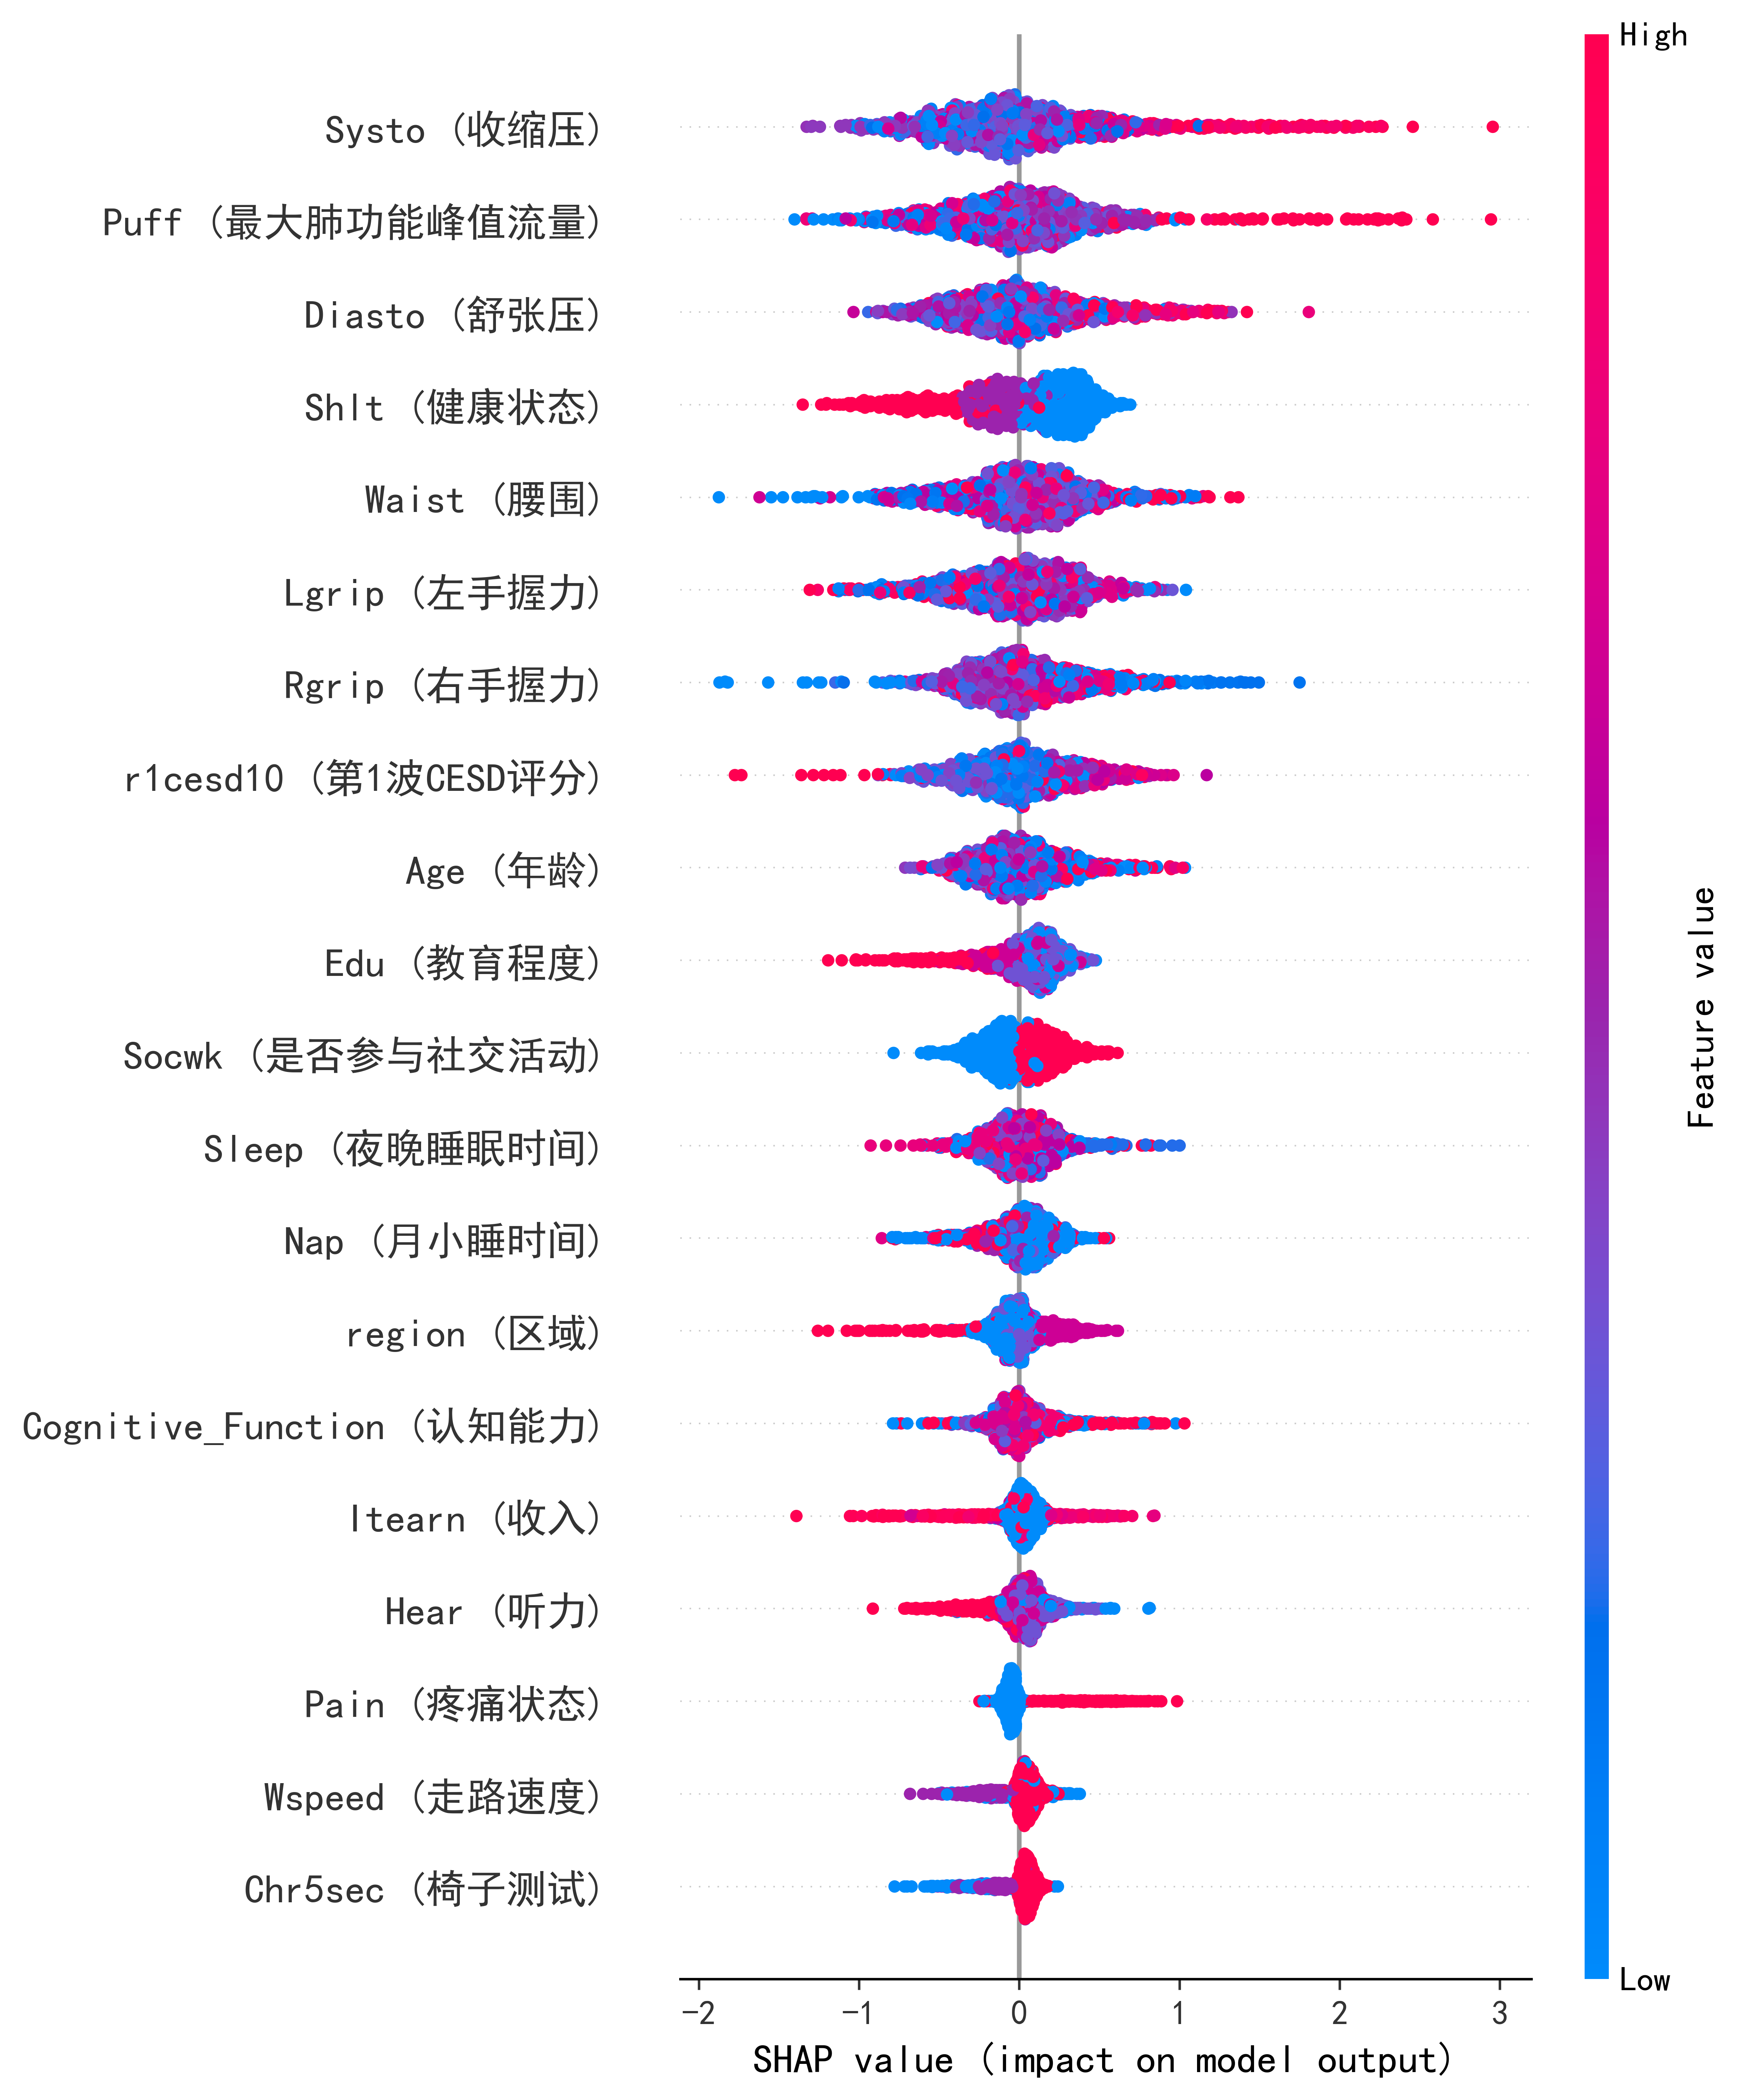 High
Systo (收缩压)
Puff (最大肺功能峰值流量)
Diasto (舒张压)
Shlt (健康状态)
Waist (腰围)
Lgrip (左手握力)
Rgrip (右手握力)
r1cesd10 (第1波CESD评分)
Age (年龄)
Edu (教育程度)
Socwk (是否参与社交活动)
Sleep (夜晚睡眠时间)
Nap (月小睡时间)
region (区域)
Cognitive_Function (认知能力)
Itearn (收入)
Hear (听力)
Pain (疼痛状态)
Wspeed (走路速度)
Chr5sec (椅子测试)
Feature value
Low
−2 −1 0 1 2 3
SHAP value (impact on model output)